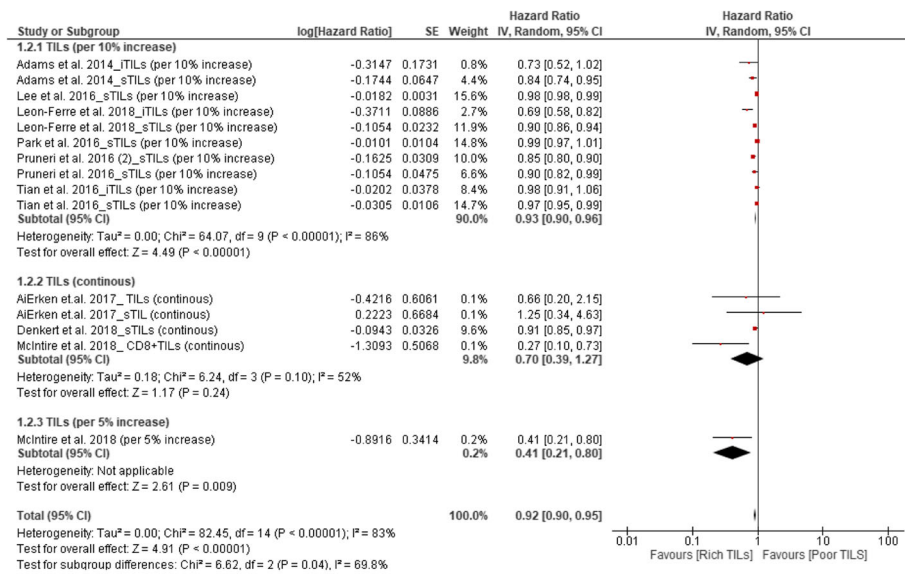 Hazard Ratio Hazard Ratio
Study or Subgroup log[Hazard Ratio] SE Weight IV, Random, 95% CI IV, Random, 95% CI
1.2.1 TILs (per 10% increase)
Adams et al. 2014_iTILs (per 10% increase) -0.3147 0.1731 0.8% 0.73 [0.52, 1.02]
Adams et al. 2014_sTILs (per 10% increase) -0.1744 0.0647 4.4% 0.84 [0.74, 0.95]
Lee et al. 2016_sTILs (per 10% increase) -0.0182 0.0031 15.6% 0.98 [0.98, 0.99]
Leon-Ferre et al. 2018_iTILs (per 10% increase) -0.3711 0.0886 2.7% 0.69 [0.58, 0.82]
Leon-Ferre et al. 2018_sTILs (per 10% increase) -0.1054 0.0232 11.9% 0.90 [0.86, 0.94]
Park et al. 2016_sTILs (per 10% increase) -0.0101 0.0104 14.8% 0.99 [0.97, 1.01]
Pruneri et al. 2016 (2)_sTILs (per 10% increase) -0.1625 0.0309 10.0% 0.85 [0.80, 0.90]
Pruneri et al. 2016_sTILs (per 10% increase) -0.1054 0.0475 6.6% 0.90 [0.82, 0.99]
Tian et al. 2016_iTILs (per 10% increase) -0.0202 0.0378 8.4% 0.98 [0.91, 1.06]
Tian et al. 2016_sTILs (per 10% increase) -0.0305 0.0106 14.7% 0.97 [0.95, 0.99]
Subtotal (95% CI) 90.0% 0.93 [0.90, 0.96]
Heterogeneity: Tau² = 0.00; Chi² = 64.07, df = 9 (P < 0.00001); I² = 86%
Test for overall effect: Z = 4.49 (P < 0.00001)
1.2.2 TILs (continous)
AiErken et.al. 2017_ TILs (continous) -0.4216 0.6061 0.1% 0.66 [0.20, 2.15]
AiErken et.al. 2017_sTIL (continous) 0.2223 0.6684 0.1% 1.25 [0.34, 4.63]
Denkert et.al. 2018_sTILs (continous) -0.0943 0.0326 9.6% 0.91 [0.85, 0.97]
McIntire et.al. 2018_ CD8+TILs (continous) -1.3093 0.5068 0.1% 0.27 [0.10, 0.73]
Subtotal (95% CI) 9.8% 0.70 [0.39, 1.27]
Heterogeneity: Tau² = 0.18; Chi² = 6.24, df = 3 (P = 0.10); I² = 52%
Test for overall effect: Z = 1.17 (P = 0.24)
1.2.3 TILs (per 5% increase)
McIntire et al. 2018 (per 5% increase) -0.8916 0.3414 0.2% 0.41 [0.21, 0.80]
Subtotal (95% CI) 0.2% 0.41 [0.21, 0.80]
Heterogeneity: Not applicable
Test for overall effect: Z = 2.61 (P = 0.009)
Total (95% CI) 100.0% 0.92 [0.90, 0.95]
Heterogeneity: Tau² = 0.00; Chi² = 82.45, df = 14 (P < 0.00001); I² = 83%
Test for overall effect: Z = 4.91 (P < 0.00001)
Test for subgroup differences: Chi² = 6.62, df = 2 (P = 0.04), I² = 69.8%
0.01 0.1 1 10 100
Favours [Rich TILs] Favours [Poor TILS]